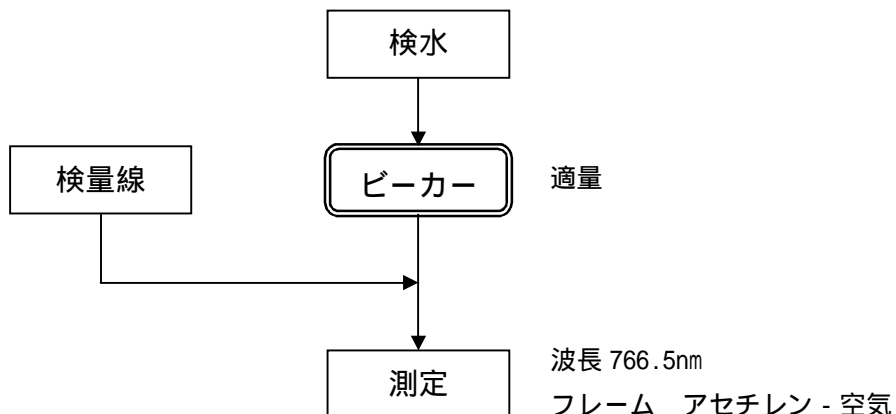 検水
検量線
ビーカー 適量
測定
波長 766.5nm
フレーム アセチレン - 空気